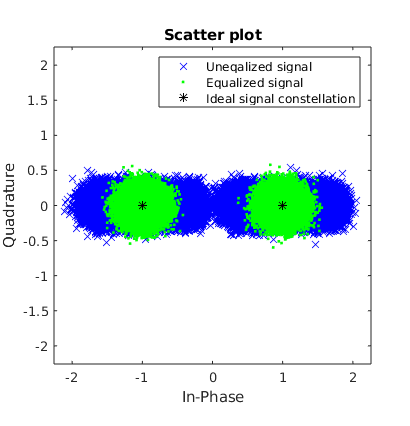 Scatter plot
Uneqalized signal
Equalized signal
Ideal signal constellation
2
1.5
1
0.5
0
-0.5
-1
-1.5
-2
Quadrature
-2 -1 0 1 2
In-Phase